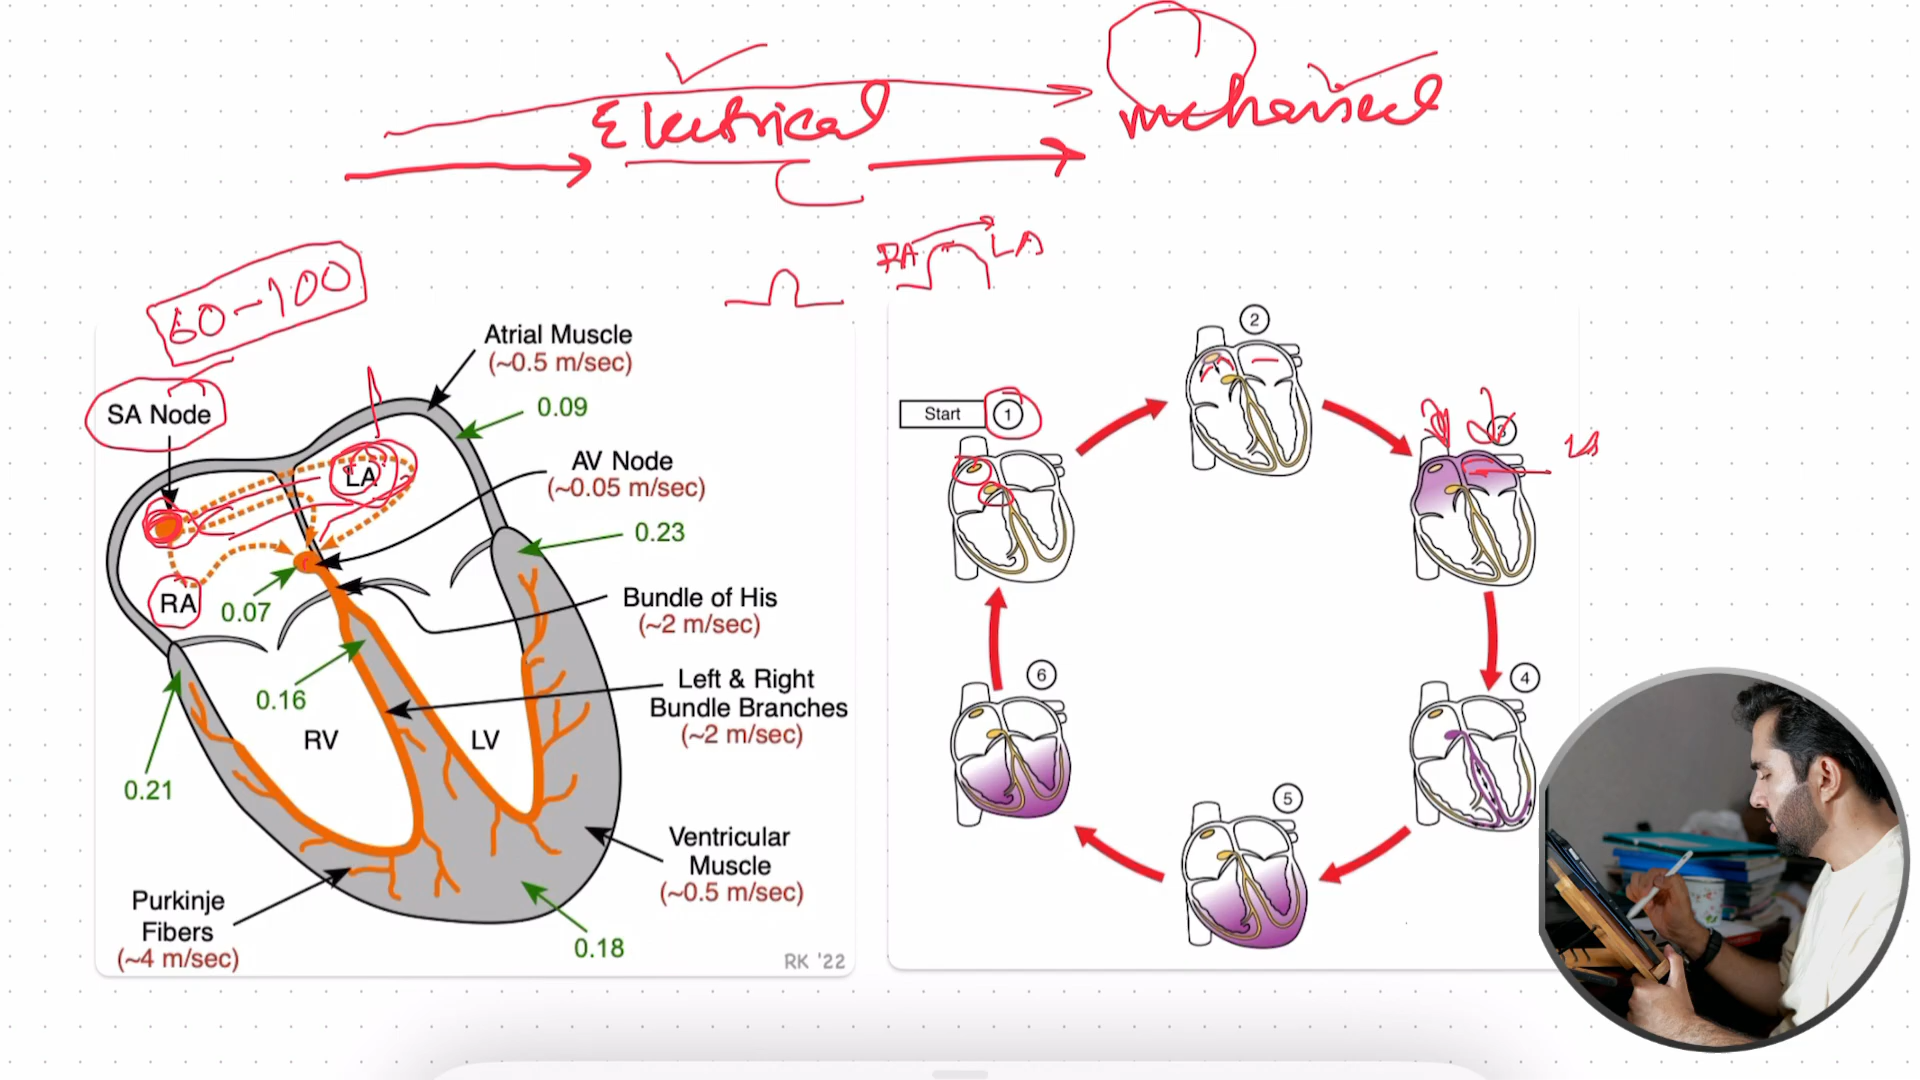 Electrical
RA LA
60-100
SA Node
Atrial Muscle
(~0.5 m/sec)
0.09
LA
AV Node
(~0.05 m/sec)
0.23
RA
0.07
Bundle of His
(~2 m/sec)
0.16
Left & Right
Bundle Branches
(~2 m/sec)
RV
LV
0.21
Ventricular
Muscle
(~0.5 m/sec)
Purkinje
Fibers
(~4 m/sec)
0.18
RK '22
Start
1
2
3
4
5
6